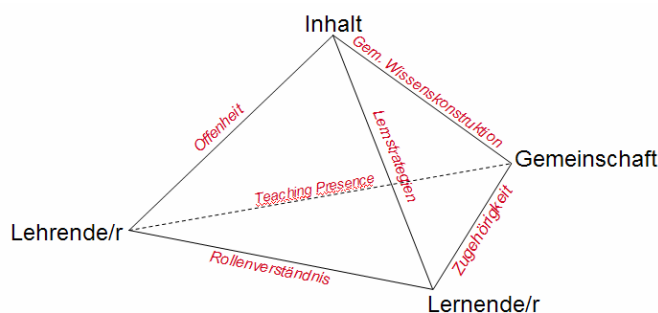 Inhalt
Gem. Wissenskonstruktion
Offenheit
Lernstrategien
Gemeinschaft
Teaching Presence
Zugehörigkeit
Lehrende/r
Rollenverständnis
Lernende/r